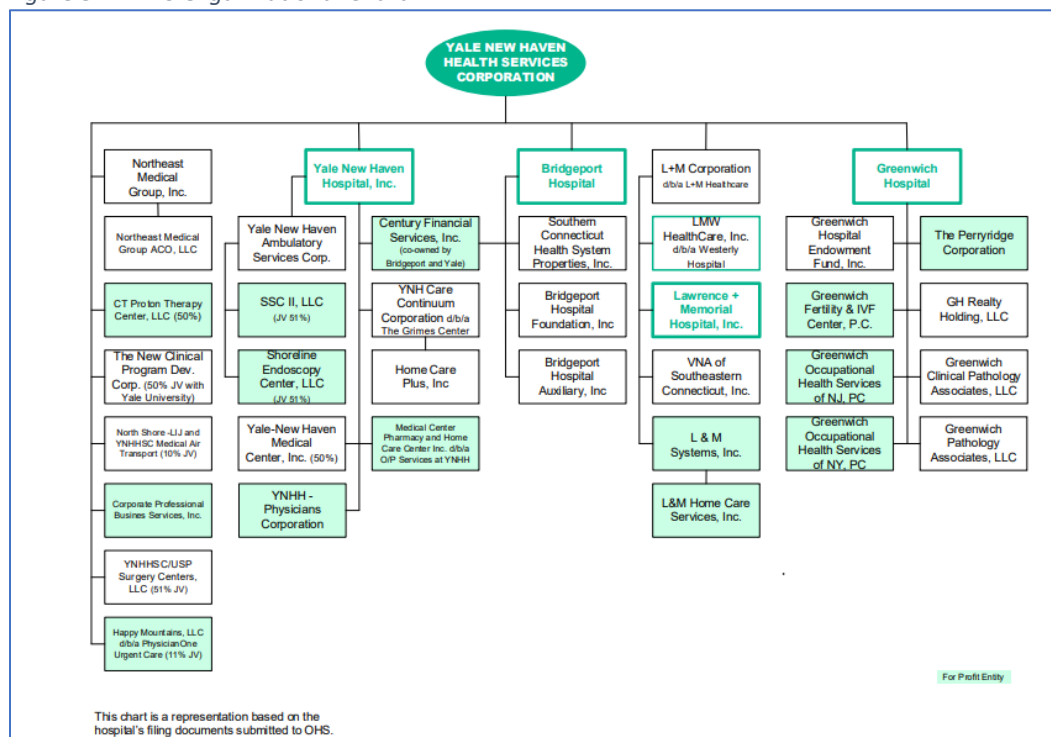 YALE NEW HAVEN
HEALTH SERVICES
CORPORATION
Northeast
Medical
Group, Inc.
Yale New Haven
Hospital, Inc.
Bridgeport
Hospital
L+M Corporation
d/b/a L+M Healthcare
Greenwich
Hospital
Northeast Medical
Group ACO, LLC
Yale New Haven
Ambulatory
Services Corp.
Century Financial
Services, Inc.
(co-owned by
Bridgeport and Yale)
Southern
Connecticut
Health System
Properties, Inc.
LMW
HealthCare, Inc.
d/b/a Westerly
Hospital
Greenwich
Hospital
Endowment
Fund, Inc.
The Perryridge
Corporation
CT Proton Therapy
Center, LLC (50%)
SSC II, LLC
(JV 51%)
YNH Care
Continuum
Corporation d/b/a
The Grimes Center
Bridgeport
Hospital
Foundation, Inc
Lawrence +
Memorial
Hospital, Inc.
Greenwich
Fertility & IVF
Center, P.C.
GH Realty
Holding, LLC
The New Clinical
Program Dev.
Corp. (50% JV with
Yale University)
Shoreline
Endoscopy
Center, LLC
(JV 51%)
Home Care
Plus, Inc
Bridgeport
Hospital
Auxiliary, Inc
VNA of
Southeastern
Connecticut, Inc.
Greenwich
Occupational
Health Services
of NJ, PC
Greenwich
Clinical Pathology
Associates, LLC
North Shore -LIJ and
YNHHSC Medical Air
Transport (10% JV)
Yale-New Haven
Medical
Center, Inc. (50%)
Medical Center
Pharmacy and Home
Care Center Inc. d/b/a
O/P Services at YNHH
L & M
Systems, Inc.
Greenwich
Occupational
Health Services
of NY, PC
Greenwich
Pathology
Associates, LLC
Corporate Professional
Busines Services, Inc.
YNHH -
Physicians
Corporation
L&M Home Care
Services, Inc.
YNHHSC/USP
Surgery Centers,
LLC (51% JV)
Happy Mountains, LLC
d/b/a PhysicianOne
Urgent Care (11% JV)
For Profit Entity
This chart is a representation based on the
hospital's filing documents submitted to OHS.